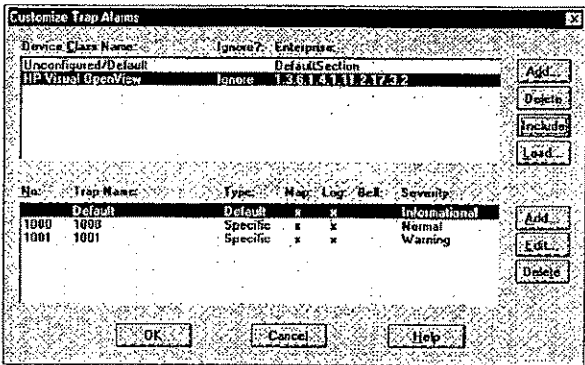 Customize Trap Alarms
Device Class Name: Ignore?: Enterprise:
Unconfigured/Default DefaultSection
HP Visual OpenView Ignore 1.3.6.1.4.1.11.2.17.3.2
Add...
Delete
Include
Load...
No: Trap Name: Type: Map: Log: Bell: Severity:
Default Default x x Informational
1000 1000 Specific x x Normal
1001 1001 Specific x x Warning
Add...
Edit...
Delete
OK Cancel Help